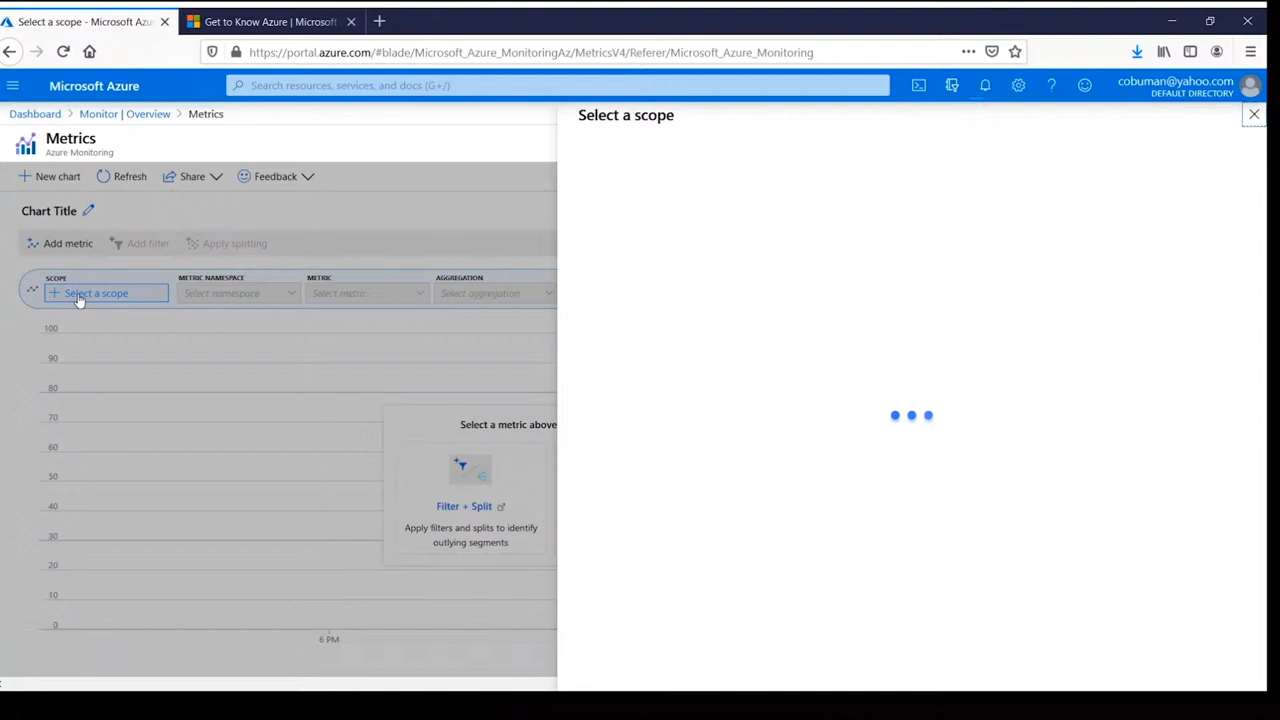 Select a scope - Microsoft Azu
Get to Know Azure | Microsoft
https://portal.azure.com/#blade/Microsoft_Azure_MonitoringAz/MetricsV4/Referer/Microsoft_Azure_Monitoring
Microsoft Azure
Search resources, services, and docs (G+/)
cobuman@yahoo.com
DEFAULT DIRECTORY
Dashboard > Monitor | Overview > Metrics
Select a scope
Metrics
Azure Monitoring
New chart
Refresh
Share
Feedback
Chart Title
Add metric
Add filter
Apply splitting
SCOPE
METRIC NAMESPACE
METRIC
AGGREGATION
Select a scope
Select namespace
Select metric
Select aggregation
100
90
80
70
60
50
40
30
20
10
0
6 PM
Select a metric above
Filter + Split
Apply filters and splits to identify
outlying segments